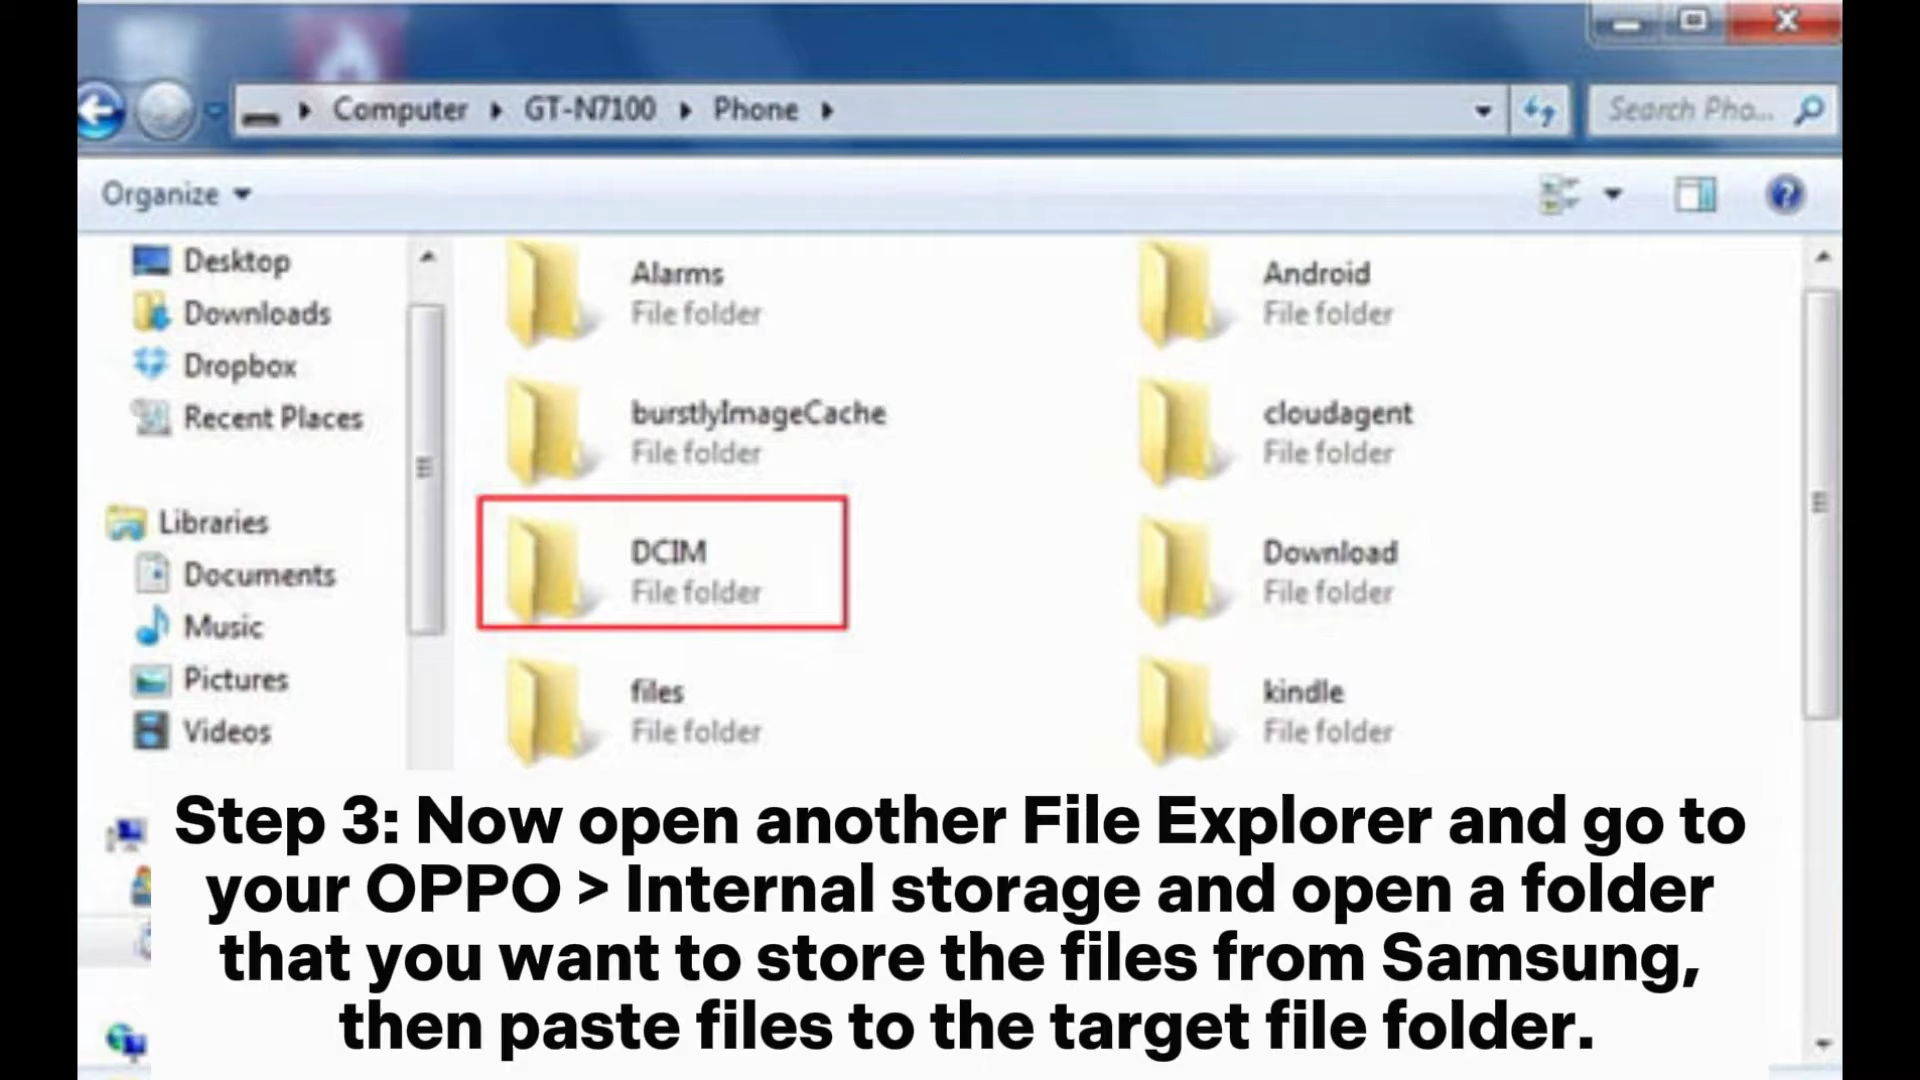 Computer GT-N7100 Phone
Search Pho...
Organize
Desktop
Downloads
Dropbox
Recent Places
Libraries
Documents
Music
Pictures
Videos
Alarms
File folder
Android
File folder
burstlyImageCache
File folder
cloudagent
File folder
DCIM
File folder
Download
File folder
files
File folder
kindle
File folder
Step 3: Now open another File Explorer and go to
your OPPO > Internal storage and open a folder
that you want to store the files from Samsung,
then paste files to the target file folder.